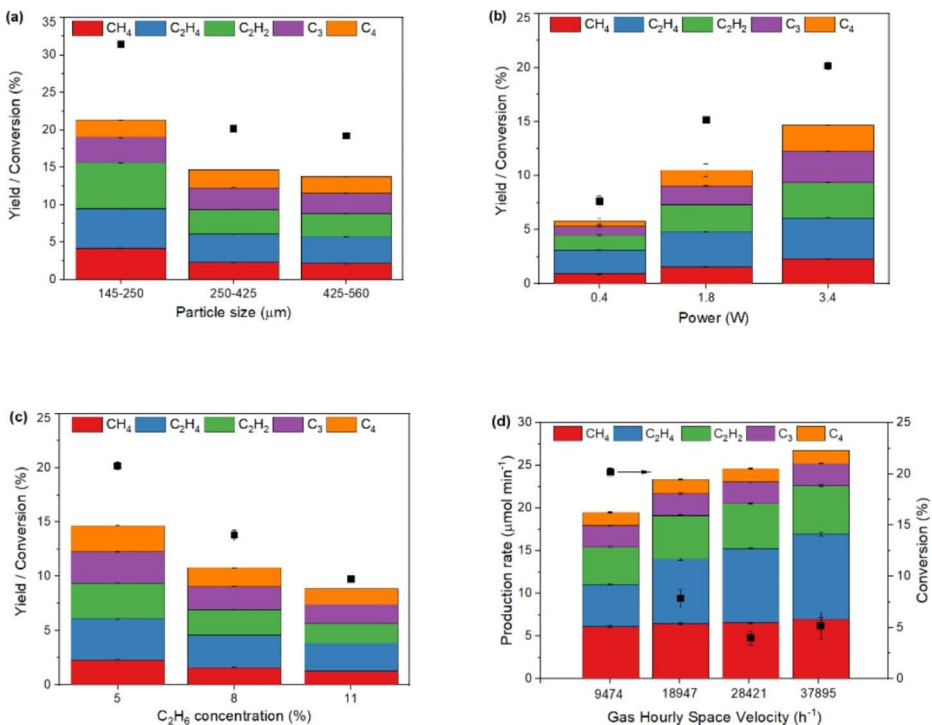 (a)
CH₄ C₂H₄ C₂H₂ C₃ C₄
35
30
25
20
15
10
5
0
Yield / Conversion (%)
145-250 250-425 425-560
Particle size (μm)
(b)
CH₄ C₂H₄ C₂H₂ C₃ C₄
25
20
15
10
5
0
Yield / Conversion (%)
0.4 1.8 3.4
Power (W)
(c)
CH₄ C₂H₄ C₂H₂ C₃ C₄
25
20
15
10
5
0
Yield / Conversion (%)
5 8 11
C₂H₆ concentration (%)
(d)
CH₄ C₂H₄ C₂H₂ C₃ C₄
30
25
20
15
10
5
0
Production rate (μmol min⁻¹)
25
20
15
10
5
0
Conversion (%)
9474 18947 28421 37895
Gas Hourly Space Velocity (h⁻¹)